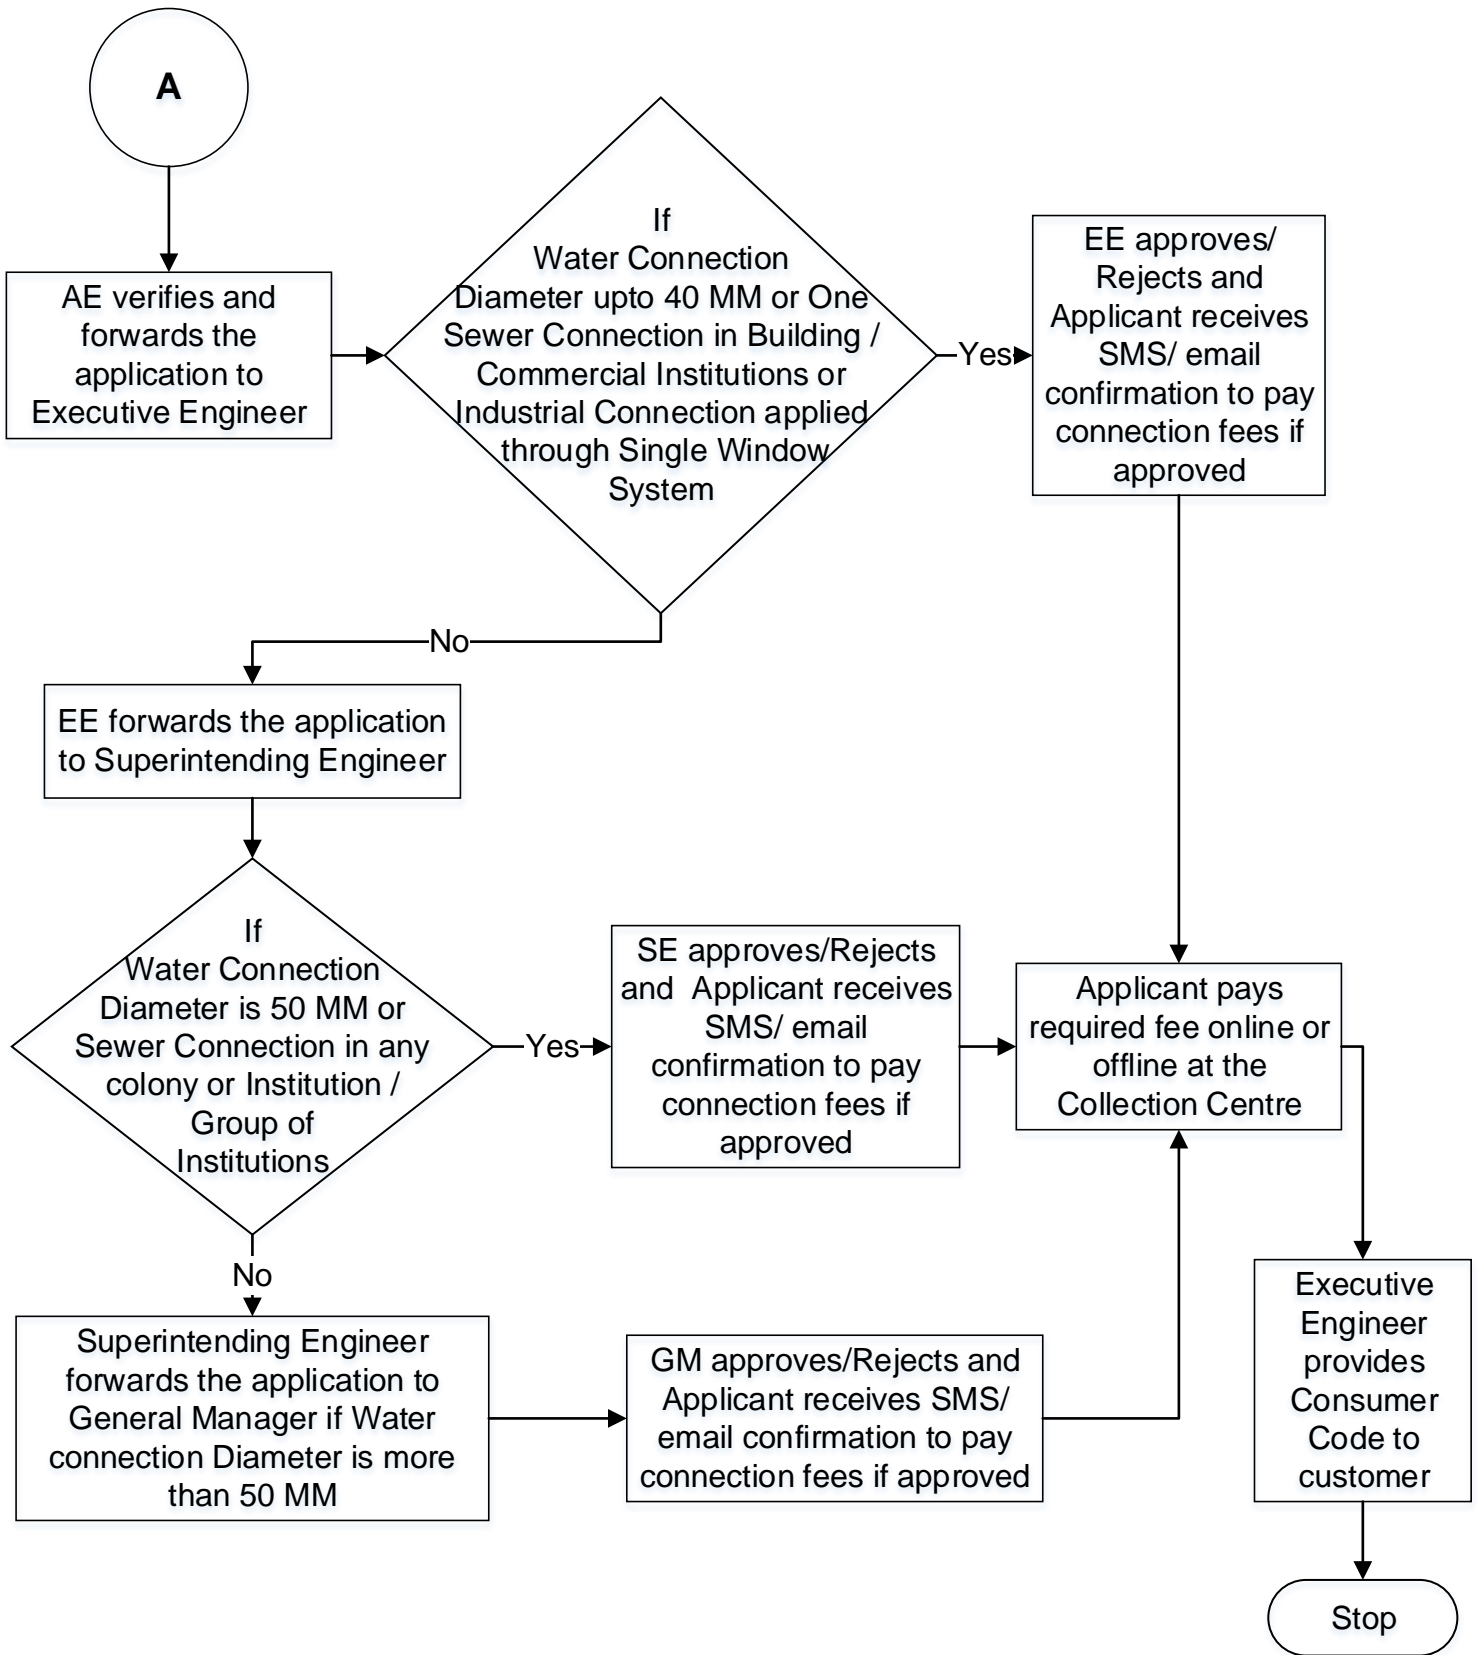 A
AE verifies and
forwards the
application to
Executive Engineer
If
Water Connection
Diameter upto 40 MM or One
Sewer Connection in Building /
Commercial Institutions or
Industrial Connection applied
through Single Window
System
Yes
EE approves/
Rejects and
Applicant receives
SMS/ email
confirmation to pay
connection fees if
approved
No
EE forwards the application
to Superintending Engineer
If
Water Connection
Diameter is 50 MM or
Sewer Connection in any
colony or Institution /
Group of
Institutions
Yes
SE approves/Rejects
and  Applicant receives
SMS/ email
confirmation to pay
connection fees if
approved
Applicant pays
required fee online or
offline at the
Collection Centre
No
Superintending Engineer
forwards the application to
General Manager if Water
connection Diameter is more
than 50 MM
GM approves/Rejects and
Applicant receives SMS/
email confirmation to pay
connection fees if approved
Executive
Engineer
provides
Consumer
Code to
customer
Stop